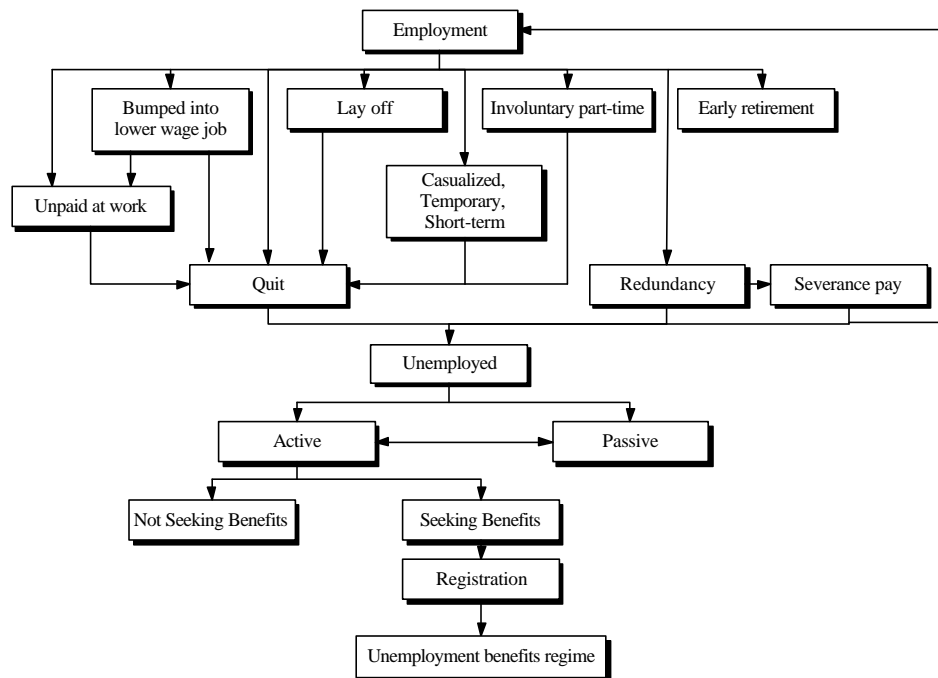 Employment
Bumped into
lower wage job
Lay off
Involuntary part-time
Early retirement
Unpaid at work
Casualized,
Temporary,
Short-term
Quit
Redundancy
Severance pay
Unemployed
Active
Passive
Not Seeking Benefits
Seeking Benefits
Registration
Unemployment benefits regime